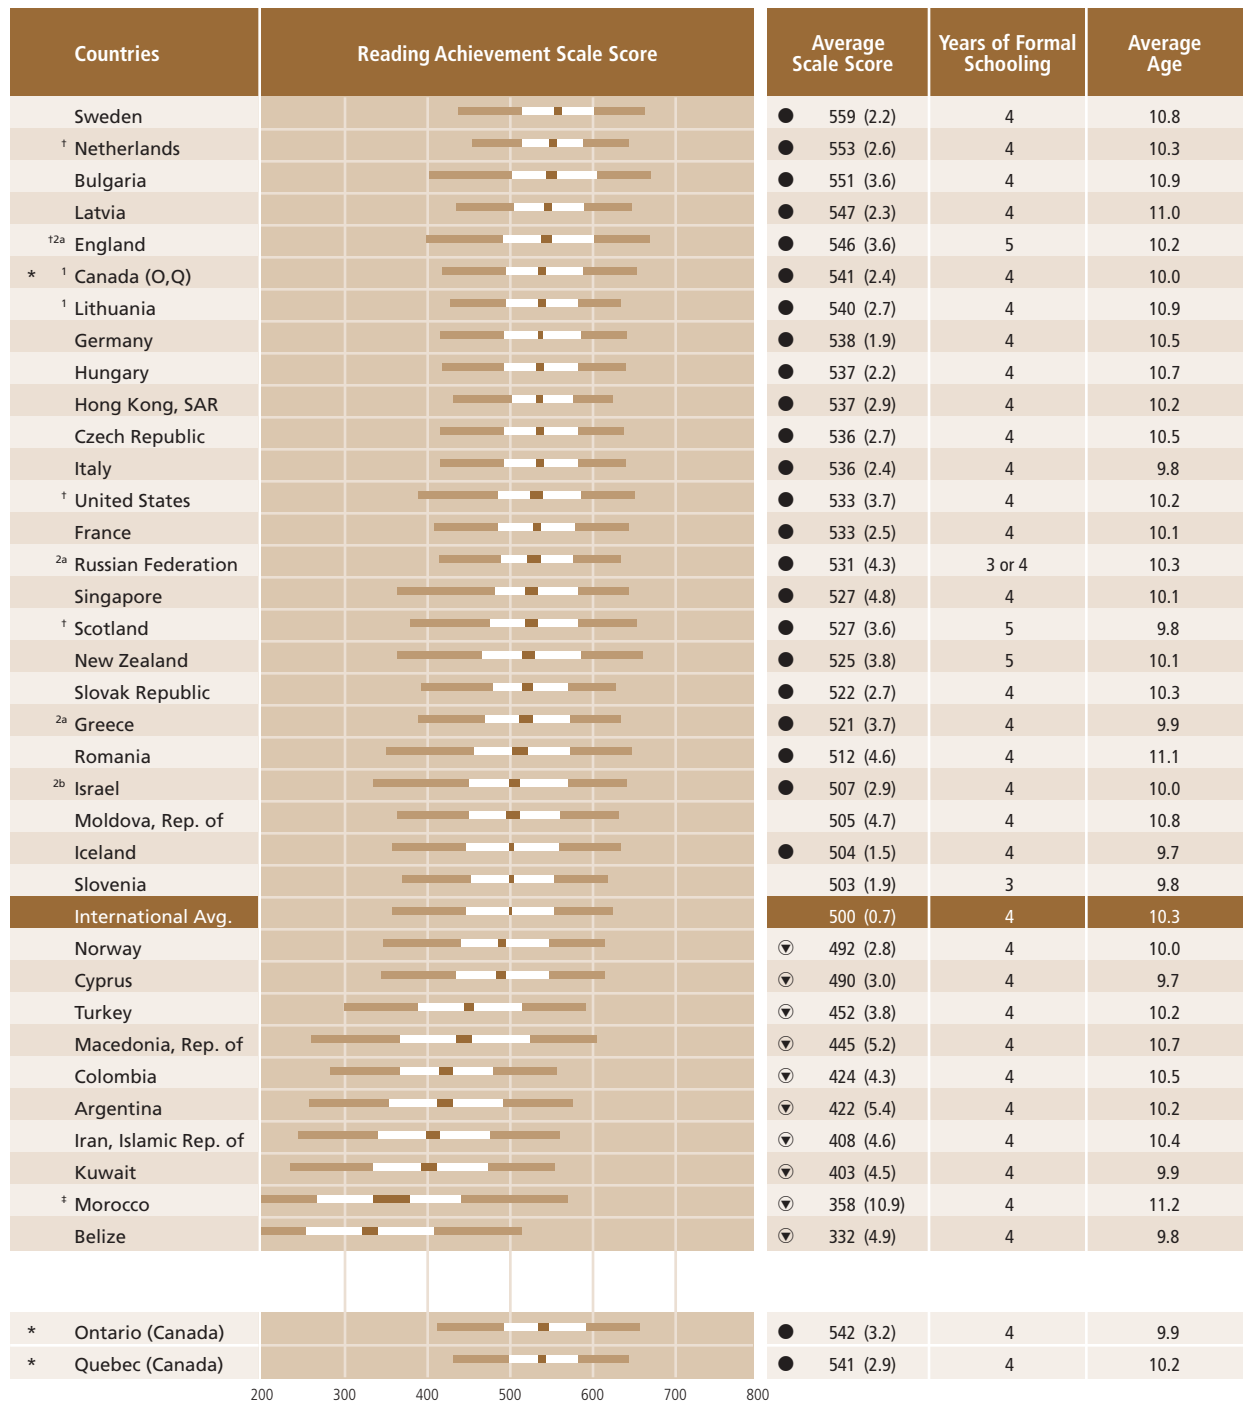 Countries Reading Achievement Scale Score Average Scale Score Years of Formal Schooling Average Age
Sweden ● 559 (2.2) 4 10.8
† Netherlands ● 553 (2.6) 4 10.3
Bulgaria ● 551 (3.6) 4 10.9
Latvia ● 547 (2.3) 4 11.0
†2a England ● 546 (3.6) 5 10.2
* 1 Canada (O,Q) ● 541 (2.4) 4 10.0
1 Lithuania ● 540 (2.7) 4 10.9
Germany ● 538 (1.9) 4 10.5
Hungary ● 537 (2.2) 4 10.7
Hong Kong, SAR ● 537 (2.9) 4 10.2
Czech Republic ● 536 (2.7) 4 10.5
Italy ● 536 (2.4) 4 9.8
† United States ● 533 (3.7) 4 10.2
France ● 533 (2.5) 4 10.1
2a Russian Federation ● 531 (4.3) 3 or 4 10.3
Singapore ● 527 (4.8) 4 10.1
† Scotland ● 527 (3.6) 5 9.8
New Zealand ● 525 (3.8) 5 10.1
Slovak Republic ● 522 (2.7) 4 10.3
2a Greece ● 521 (3.7) 4 9.9
Romania ● 512 (4.6) 4 11.1
2b Israel ● 507 (2.9) 4 10.0
Moldova, Rep. of 505 (4.7) 4 10.8
Iceland ● 504 (1.5) 4 9.7
Slovenia 503 (1.9) 3 9.8
International Avg. 500 (0.7) 4 10.3
Norway 492 (2.8) 4 10.0
Cyprus 490 (3.0) 4 9.7
Turkey 452 (3.8) 4 10.2
Macedonia, Rep. of 445 (5.2) 4 10.7
Colombia 424 (4.3) 4 10.5
Argentina 422 (5.4) 4 10.2
Iran, Islamic Rep. of 408 (4.6) 4 10.4
Kuwait 403 (4.5) 4 9.9
‡ Morocco 358 (10.9) 4 11.2
Belize 332 (4.9) 4 9.8
* Ontario (Canada) ● 542 (3.2) 4 9.9
* Quebec (Canada) ● 541 (2.9) 4 10.2
200 300 400 500 600 700 800